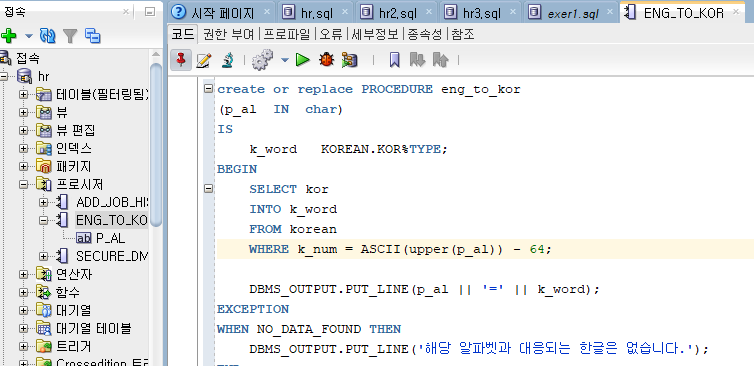 접속
시작 페이지
hr.sql
hr2.sql
hr3.sql
exer1.sql
ENG_TO_KOR
코드 권한 부여 프로파일 오류 세부정보 종속성 참조
접속
hr
테이블(필터링됨)
뷰
뷰 편집
인덱스
패키지
프로시저
ADD_JOB_HIS
ENG_TO_KO
P_AL
SECURE_DM
연산자
함수
대기열
대기열 테이블
트리거
Crossedition 트
create or replace PROCEDURE eng_to_kor
(p_al IN char)
IS
k_word KOREAN.KOR%TYPE;
BEGIN
SELECT kor
INTO k_word
FROM korean
WHERE k_num = ASCII(upper(p_al)) - 64;
DBMS_OUTPUT.PUT_LINE(p_al || '=' || k_word);
EXCEPTION
WHEN NO_DATA_FOUND THEN
DBMS_OUTPUT.PUT_LINE('해당 알파벳과 대응되는 한글은 없습니다.');